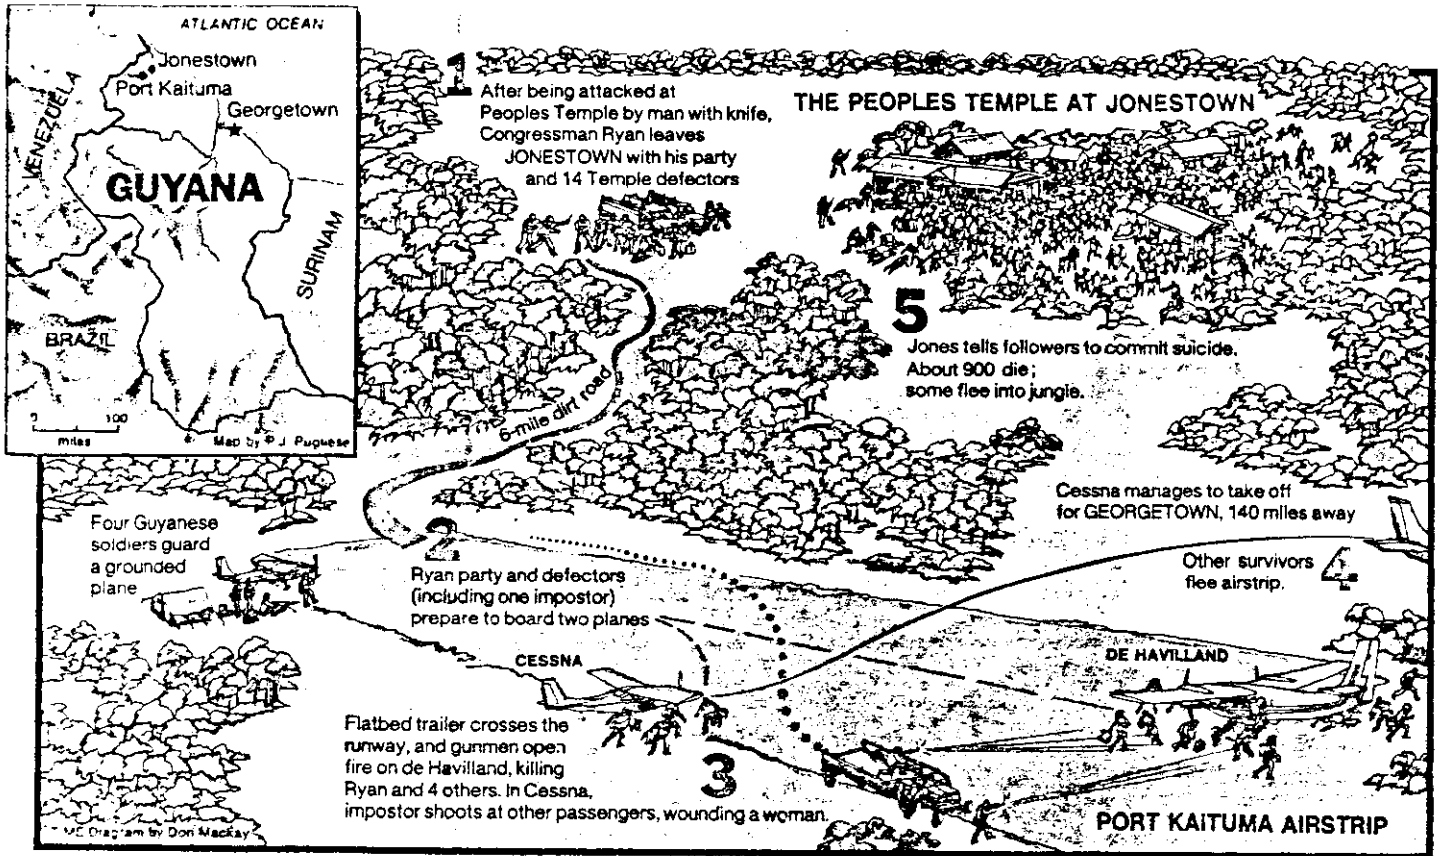 ATLANTIC OCEAN
Jonestown
Port Kaituma
Georgetown
VENEZUELA
GUYANA
SURINAM
BRAZIL
0 100
miles
Map by P.J. Pugliese
1
After being attacked at
Peoples Temple by man with knife,
Congressman Ryan leaves
JONESTOWN with his party
and 14 Temple defectors
THE PEOPLES TEMPLE AT JONESTOWN
5
Jones tells followers to commit suicide.
About 900 die;
some flee into jungle.
6-mile dirt road
Four Guyanese
soldiers guard
a grounded
plane
2
Ryan party and defectors
(including one impostor)
prepare to board two planes
Cessna manages to take off
for GEORGETOWN, 140 miles away
Other survivors
flee airstrip.
4
CESSNA
DE HAVILLAND
Flatbed trailer crosses the
runway, and gunmen open
fire on de Havilland, killing
Ryan and 4 others. In Cessna,
impostor shoots at other passengers, wounding a woman.
3
PORT KAITUMA AIRSTRIP
TIME Diagram by Don Mackay